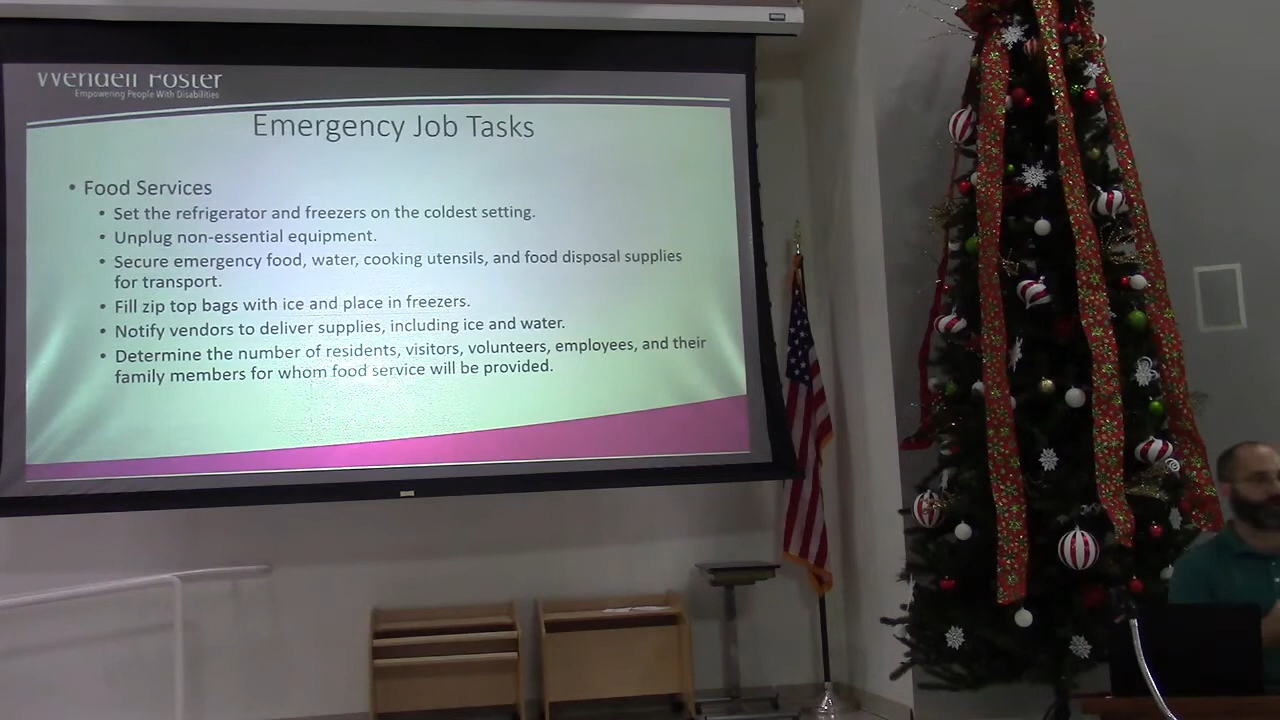 Wendell Foster
Empowering People With Disabilities
Emergency Job Tasks
• Food Services
• Set the refrigerator and freezers on the coldest setting.
• Unplug non-essential equipment.
• Secure emergency food, water, cooking utensils, and food disposal supplies
for transport.
• Fill zip top bags with ice and place in freezers.
• Notify vendors to deliver supplies, including ice and water.
• Determine the number of residents, visitors, volunteers, employees, and their
family members for whom food service will be provided.